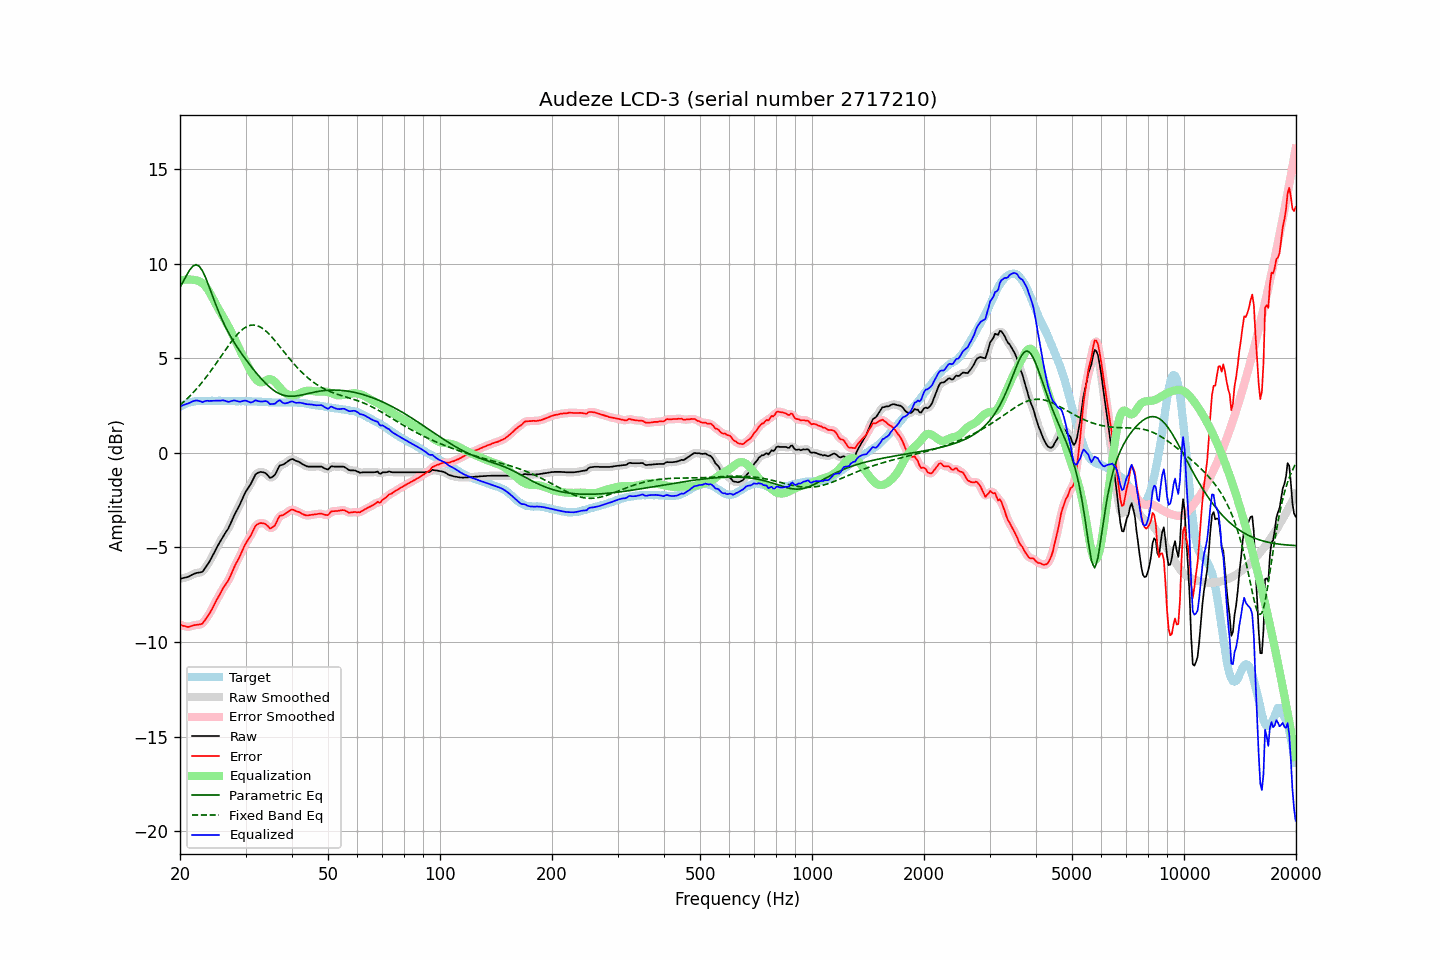 Audeze LCD-3 (serial number 2717210)
Amplitude (dBr)
15
10
5
0
−5
−10
−15
−20
Target
Raw Smoothed
Error Smoothed
Raw
Error
Equalization
Parametric Eq
Fixed Band Eq
Equalized
20 50 100 200 500 1000 2000 5000 10000 20000
Frequency (Hz)